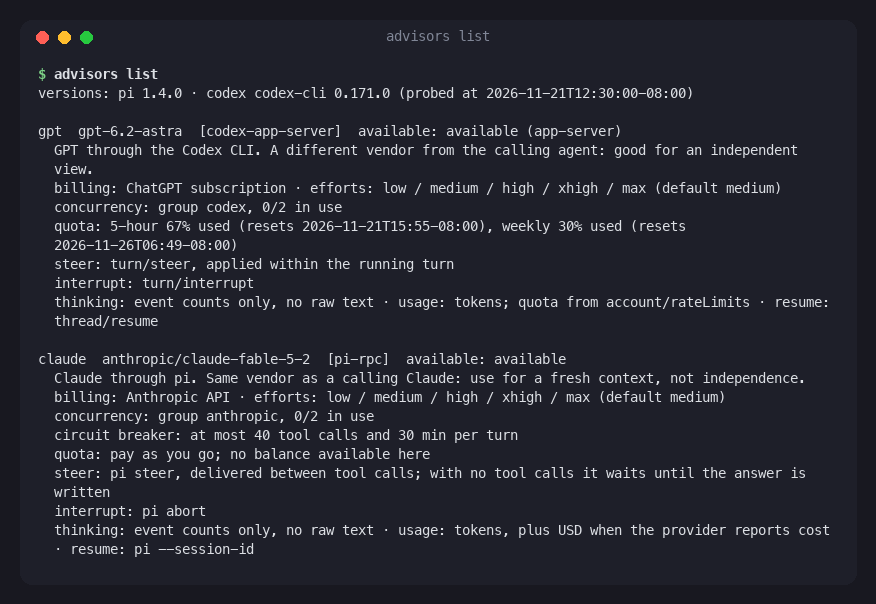 advisors list
$ advisors list
versions: pi 1.4.0 · codex codex-cli 0.171.0 (probed at 2026-11-21T12:30:00-08:00)
gpt  gpt-6.2-astra  [codex-app-server]  available: available (app-server)
GPT through the Codex CLI. A different vendor from the calling agent: good for an independent
view.
billing: ChatGPT subscription · efforts: low / medium / high / xhigh / max (default medium)
concurrency: group codex, 0/2 in use
quota: 5-hour 67% used (resets 2026-11-21T15:55-08:00), weekly 30% used (resets
2026-11-26T06:49-08:00)
steer: turn/steer, applied within the running turn
interrupt: turn/interrupt
thinking: event counts only, no raw text · usage: tokens; quota from account/rateLimits · resume:
thread/resume
claude  anthropic/claude-fable-5-2  [pi-rpc]  available: available
Claude through pi. Same vendor as a calling Claude: use for a fresh context, not independence.
billing: Anthropic API · efforts: low / medium / high / xhigh / max (default medium)
concurrency: group anthropic, 0/2 in use
circuit breaker: at most 40 tool calls and 30 min per turn
quota: pay as you go; no balance available here
steer: pi steer, delivered between tool calls; with no tool calls it waits until the answer is
written
interrupt: pi abort
thinking: event counts only, no raw text · usage: tokens, plus USD when the provider reports cost
· resume: pi --session-id